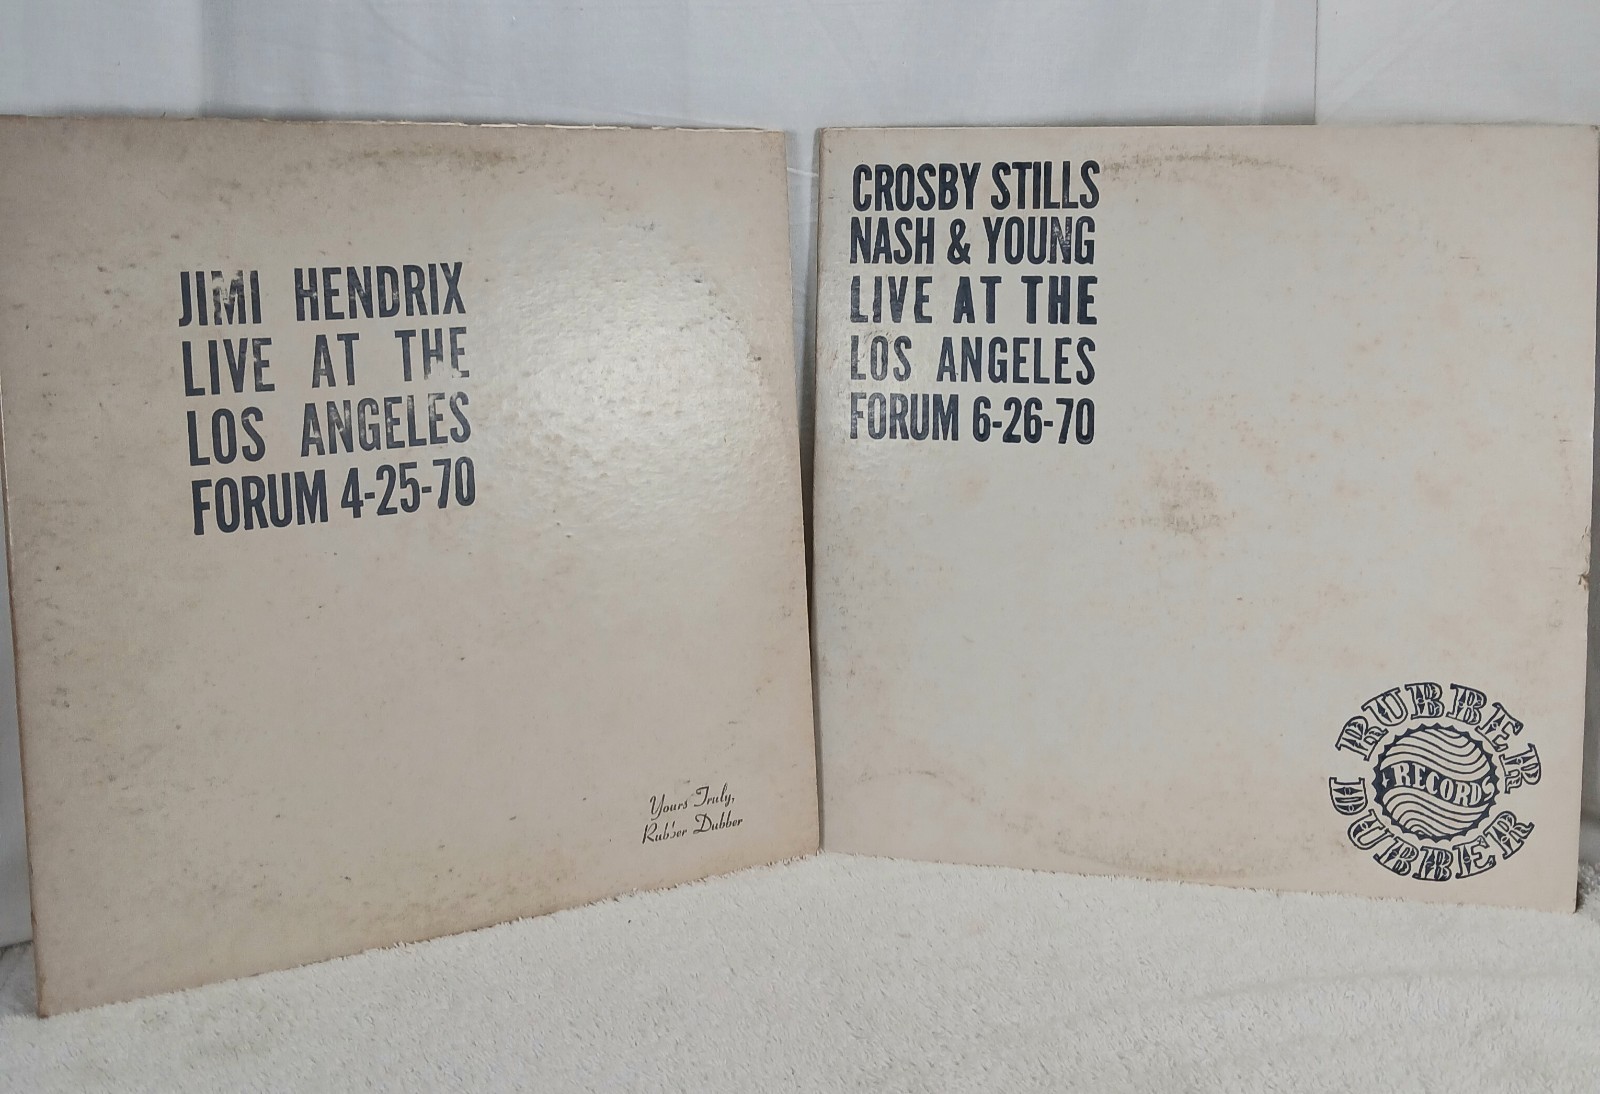 JIMI HENDRIX
LIVE AT THE
LOS ANGELES
FORUM 4-25-70
Yours Truly,
Rubber Dubber
CROSBY STILLS
NASH & YOUNG
LIVE AT THE
LOS ANGELES
FORUM 6-26-70
RUBBER
RECORDS
DUBBER